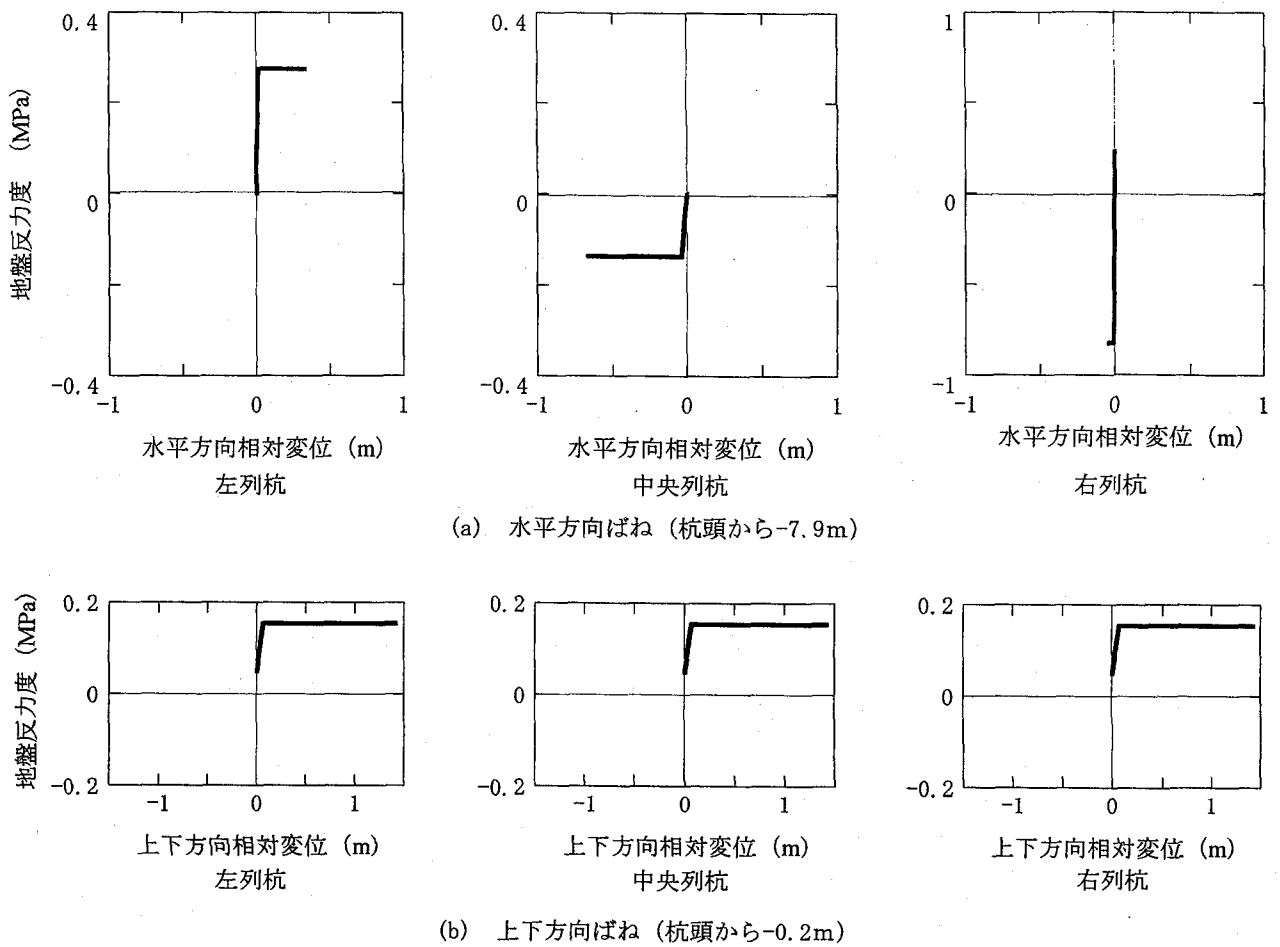 地盤反力度 (MPa)
0.4
0
-0.4
-1
0
1
水平方向相対変位 (m)
左列杭
0.4
0
-0.4
-1
0
1
水平方向相対変位 (m)
中央列杭
1
0
-1
-1
0
1
水平方向相対変位 (m)
右列杭
(a) 水平方向ばね (杭頭から-7.9m)
地盤反力度 (MPa)
0.2
0
-0.2
-1
0
1
上下方向相対変位 (m)
左列杭
0.2
0
-0.2
-1
0
1
上下方向相対変位 (m)
中央列杭
0.2
0
-0.2
-1
0
1
上下方向相対変位 (m)
右列杭
(b) 上下方向ばね (杭頭から-0.2m)